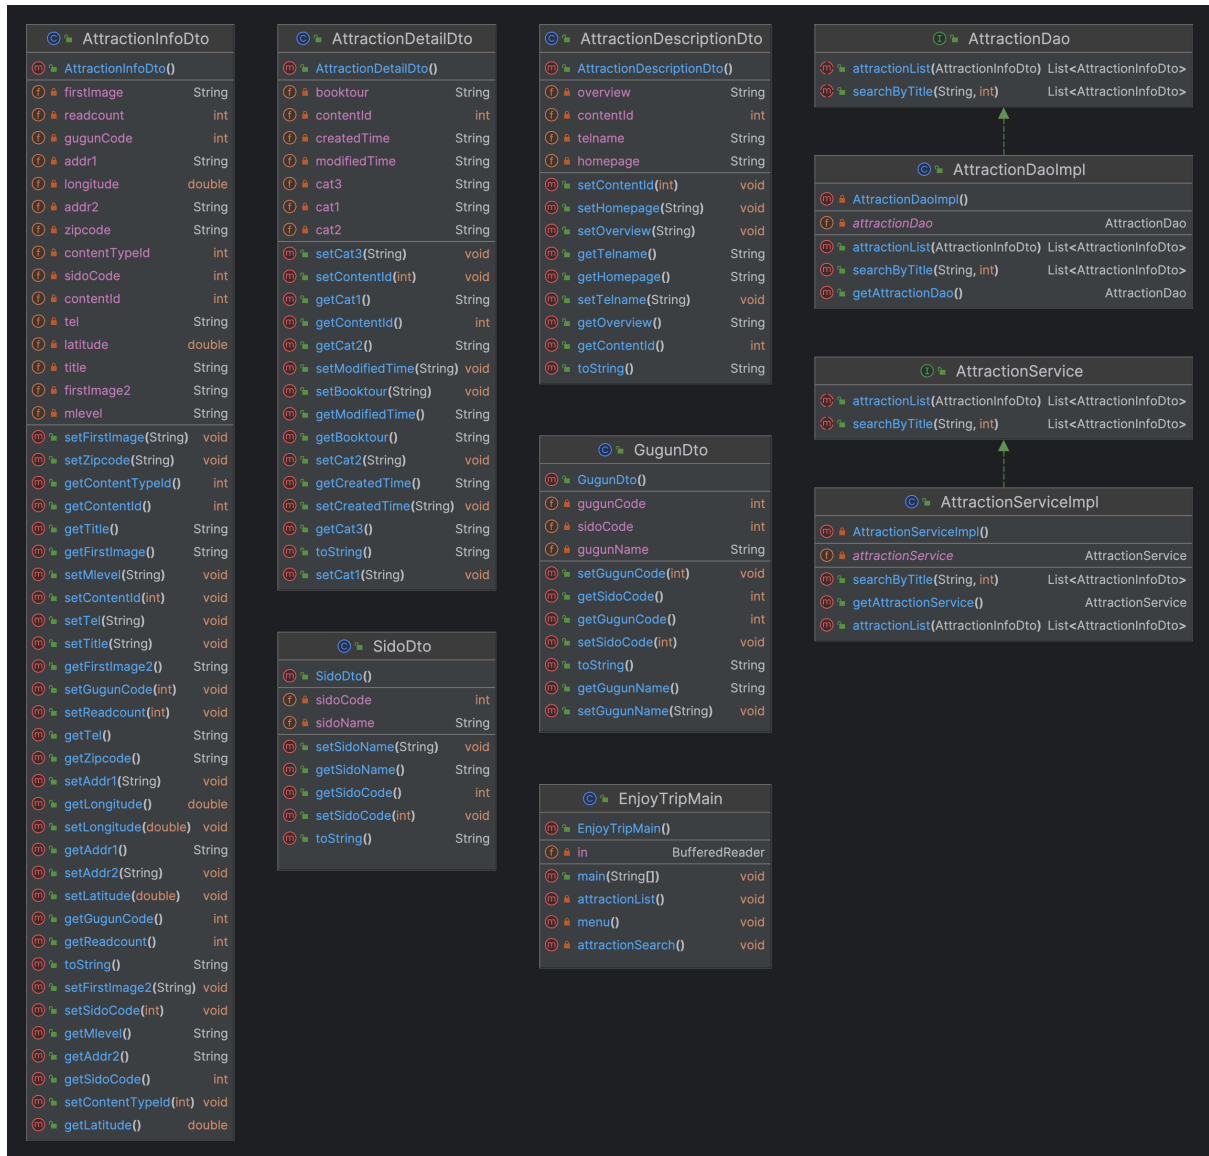 AttractionInfoDto
AttractionInfoDto()
firstImage String
readcount int
gugunCode int
addr1 String
longitude double
addr2 String
zipcode String
contentTypeId int
sidoCode int
contentId int
tel String
latitude double
title String
firstImage2 String
mlevel String
setFirstImage(String) void
setZipcode(String) void
getContentTypeId() int
getContentId() int
getTitle() String
getFirstImage() String
setMlevel(String) void
setContentId(int) void
setTel(String) void
setTitle(String) void
getFirstImage2() String
setGugunCode(int) void
setReadcount(int) void
getTel() String
getZipcode() String
setAddr1(String) void
getLongitude() double
setLongitude(double) void
getAddr1() String
setAddr2(String) void
setLatitude(double) void
getGugunCode() int
getReadcount() int
toString() String
setFirstImage2(String) void
setSidoCode(int) void
getMlevel() String
getAddr2() String
getSidoCode() int
setContentTypeId(int) void
getLatitude() double
AttractionDetailDto
AttractionDetailDto()
booktour String
contentId int
createdTime String
modifiedTime String
cat3 String
cat1 String
cat2 String
setCat3(String) void
setContentId(int) void
getCat1() String
getContentId() int
getCat2() String
setModifiedTime(String) void
setBooktour(String) void
getModifiedTime() String
getBooktour() String
setCat2(String) void
getCreatedTime() String
setCreatedTime(String) void
getCat3() String
toString() String
setCat1(String) void
SidoDto
SidoDto()
sidoCode int
sidoName String
setSidoName(String) void
getSidoName() String
getSidoCode() int
setSidoCode(int) void
toString() String
AttractionDescriptionDto
AttractionDescriptionDto()
overview String
contentId int
telname String
homepage String
setContentId(int) void
setHomepage(String) void
setOverview(String) void
getTelname() String
getHomepage() String
setTelname(String) void
getOverview() String
getContentId() int
toString() String
GugunDto
GugunDto()
gugunCode int
sidoCode int
gugunName String
setGugunCode(int) void
getSidoCode() int
getGugunCode() int
setSidoCode(int) void
toString() String
getGugunName() String
setGugunName(String) void
EnjoyTripMain
EnjoyTripMain()
in BufferedReader
main(String[]) void
attractionList() void
menu() void
attractionSearch() void
AttractionDao
attractionList(AttractionInfoDto) List<AttractionInfoDto>
searchByTitle(String, int) List<AttractionInfoDto>
AttractionDaoImpl
AttractionDaoImpl()
attractionDao AttractionDao
attractionList(AttractionInfoDto) List<AttractionInfoDto>
searchByTitle(String, int) List<AttractionInfoDto>
getAttractionDao() AttractionDao
AttractionService
attractionList(AttractionInfoDto) List<AttractionInfoDto>
searchByTitle(String, int) List<AttractionInfoDto>
AttractionServiceImpl
AttractionServiceImpl()
attractionService AttractionService
searchByTitle(String, int) List<AttractionInfoDto>
getAttractionService() AttractionService
attractionList(AttractionInfoDto) List<AttractionInfoDto>